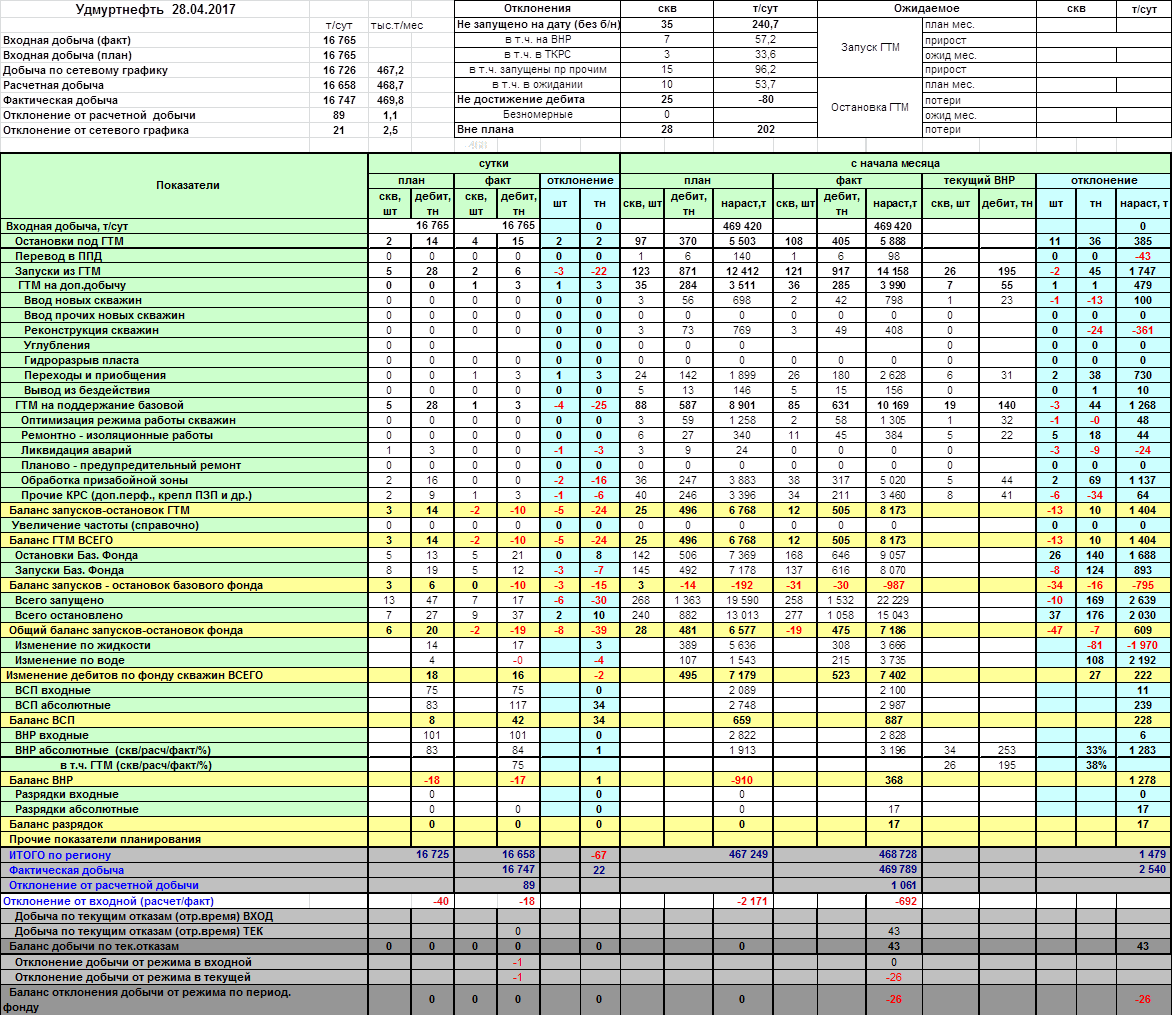 Удмуртнефть 28.04.2017 Отклонения скв т/сут Ожидаемое скв т/сут
т/сут тыс.т/мес Не запущено на дату (без б/н) 35 240,7 Запуск ГТМ план мес.
Входная добыча (факт) 16 765 в т.ч. на ВНР 7 57,2 прирост
Входная добыча (план) 16 765 в т.ч. в ТКРС 3 33,6 ожид мес.
Добыча по сетевому графику 16 726 467,2 в т.ч. запущены пр прочим 15 96,2 прирост
Расчетная добыча 16 658 468,7 в т.ч. в ожидании 10 53,7 Остановка ГТМ план мес.
Фактическая добыча 16 747 469,8 Не достижение дебита 25 -80 потери
Отклонение от расчетной добычи 89 1,1 Безномерные 0 ожид мес.
Отклонение от сетевого графика 21 2,5 Вне плана 28 202 потери
468
Показатели сутки с начала месяца
план факт отклонение план факт текущий ВНР отклонение
скв, шт дебит, тн скв, шт дебит, тн шт тн скв, шт дебит, тн нараст,т скв, шт дебит, тн нараст,т скв, шт дебит, тн шт тн нараст, т
Входная добыча, т/сут 16 765 16 765 0 469 420 469 420 0
Остановки под ГТМ 2 14 4 15 2 2 97 370 5 503 108 405 5 888 11 36 385
Перевод в ППД 0 0 0 0 0 0 1 6 140 1 6 98 0 0 -43
Запуски из ГТМ 5 28 2 6 -3 -22 123 871 12 412 121 917 14 158 26 195 -2 45 1 747
ГТМ на доп.добычу 0 0 1 3 1 3 35 284 3 511 36 285 3 990 7 55 1 1 479
Ввод новых скважин 0 0 0 0 0 0 3 56 698 2 42 798 1 23 -1 -13 100
Ввод прочих новых скважин 0 0 0 0 0 0 0 0 0 0 0 0 0 0 0 0
Реконструкция скважин 0 0 0 0 0 0 3 73 769 3 49 408 0 0 -24 -361
Углубления 0 0 0 0 0 0 0 0 0 0 0
Гидроразрыв пласта 0 0 0 0 0 0 0 0 0 0 0 0 0 0 0 0
Переходы и приобщения 0 0 1 3 1 3 24 142 1 899 26 180 2 628 6 31 2 38 730
Вывод из бездействия 0 0 0 0 0 0 5 13 146 5 15 156 0 0 1 10
ГТМ на поддержание базовой 5 28 1 3 -4 -25 88 587 8 901 85 631 10 169 19 140 -3 44 1 268
Оптимизация режима работы скважин 0 0 0 0 0 0 3 59 1 258 2 58 1 305 1 32 -1 -0 48
Ремонтно - изоляционные работы 0 0 0 0 0 0 6 27 340 11 45 384 5 22 5 18 44
Ликвидация аварий 1 3 0 0 -1 -3 3 9 24 0 0 0 0 -3 -9 -24
Планово - предупредительный ремонт 0 0 0 0 0 0 0 0 0 0 0 0 0 0 0 0
Обработка призабойной зоны 2 16 0 0 -2 -16 36 247 3 883 38 317 5 020 5 44 2 69 1 137
Прочие КРС (доп.перф., крепл ПЗП и др.) 2 9 1 3 -1 -6 40 246 3 396 34 211 3 460 8 41 -6 -34 64
Баланс запусков-остановок ГТМ 3 14 -2 -10 -5 -24 25 496 6 768 12 505 8 173 -13 10 1 404
Увеличение частоты (справочно) 0 0 0 0 0 0 0 0 0 0 0 0 0 0 0
Баланс ГТМ ВСЕГО 3 14 -2 -10 -5 -24 25 496 6 768 12 505 8 173 -13 10 1 404
Остановки Баз. Фонда 5 13 5 21 0 8 142 506 7 369 168 646 9 057 26 140 1 688
Запуски Баз. Фонда 8 19 5 12 -3 -7 145 492 7 178 137 616 8 070 -8 124 893
Баланс запусков - остановок базового фонда 3 6 0 -10 -3 -15 3 -14 -192 -31 -30 -987 -34 -16 -795
Всего запущено 13 47 7 17 -6 -30 268 1 363 19 590 258 1 532 22 229 -10 169 2 639
Всего остановлено 7 27 9 37 2 10 240 882 13 013 277 1 058 15 043 37 176 2 030
Общий баланс запусков-остановок фонда 6 20 -2 -19 -8 -39 28 481 6 577 -19 475 7 186 -47 -7 609
Изменение по жидкости 14 17 3 389 5 636 308 3 666 -81 -1 970
Изменение по воде 4 -0 -4 107 1 543 215 3 735 108 2 192
Изменение дебитов по фонду скважин ВСЕГО 18 16 -2 495 7 179 523 7 402 27 222
ВСП входные 75 75 0 2 089 2 100 11
ВСП абсолютные 83 117 34 2 748 2 987 239
Баланс ВСП 8 42 34 659 887 228
ВНР входные 101 101 0 2 822 2 828 6
ВНР абсолютные (скв/расч/факт/%) 83 84 1 1 913 3 196 34 253 33% 1 283
в т.ч. ГТМ (скв/расч/факт/%) 75 26 195 38%
Баланс ВНР -18 -17 1 -910 368 1 278
Разрядки входные 0 0 0 0
Разрядки абсолютные 0 0 0 0 17 17
Баланс разрядок 0 0 0 0 17 17
Прочие показатели планирования
ИТОГО по региону 16 725 16 658 -67 467 249 468 728 1 479
Фактическая добыча 16 747 22 469 789 2 540
Отклонения от расчетной добычи 89 1 061
Отклонение от входной (расчет/факт) -40 -18 -2 171 -692
Добыча по текущим отказам (отр.время) ВХОД
Добыча по текущим отказам (отр.время) ТЕК 0 43
Баланс добычи по тек.отказам 0 0 0 0 0 0 43 43
Отклонение добычи от режима в входной -1 0
Отклонение добычи от режима в текущей -1 -26
Баланс отклонения добычи от режима по период. фонду 0 0 0 0 0 -26 -26